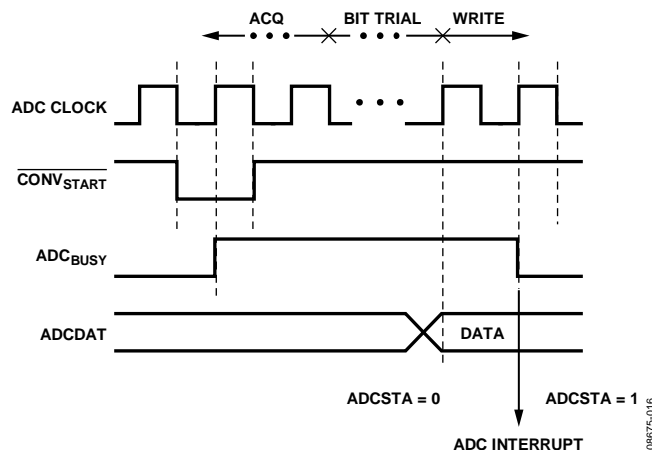 ACQ BIT TRIAL WRITE
ADC CLOCK
CONVSTART
ADCBUSY
ADCDAT DATA
ADCSTA = 0 ADCSTA = 1
ADC INTERRUPT
08675-016